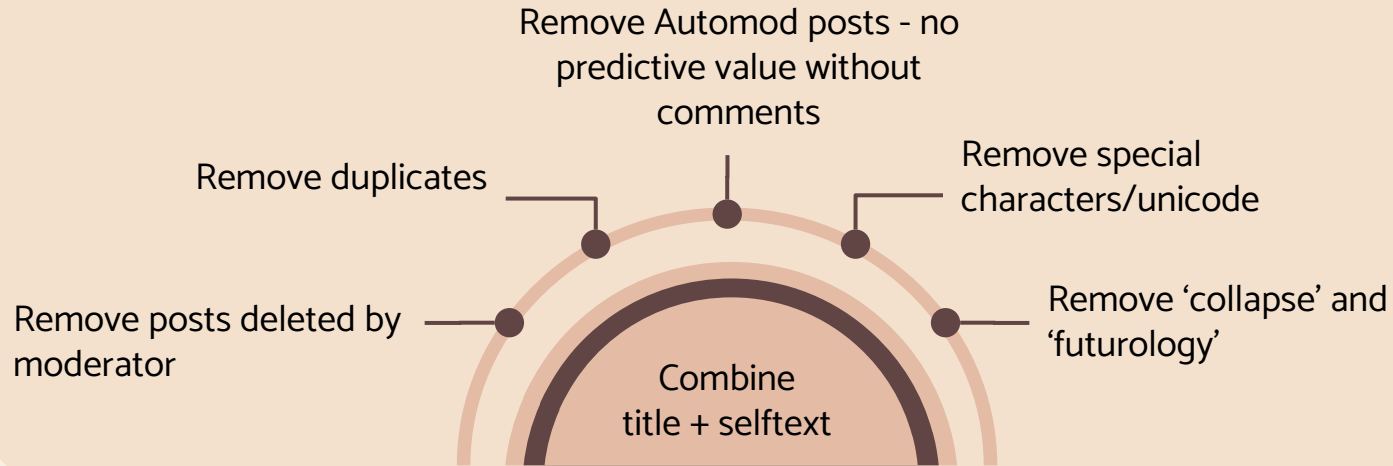 Remove Automod posts - no
predictive value without
comments
Remove duplicates
Remove special
characters/unicode
Remove posts deleted by
moderator
Remove ‘collapse’ and
‘futurology’
Combine
title + selftext